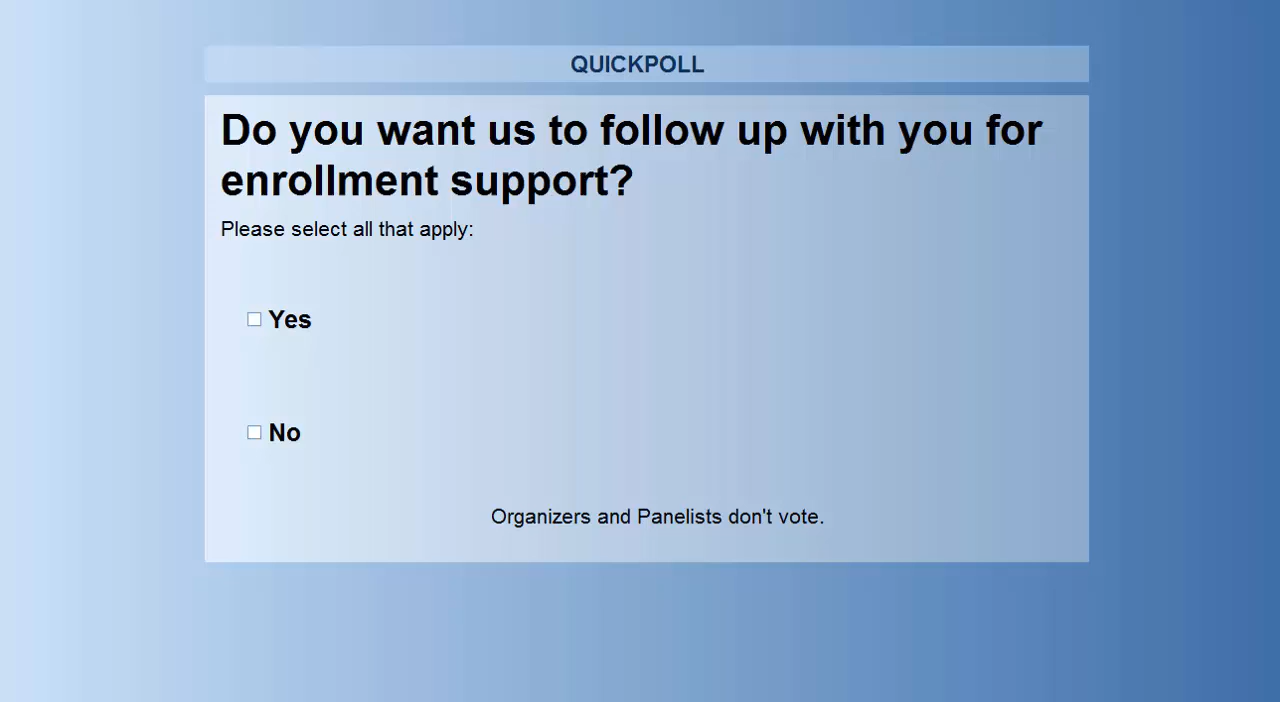 QUICKPOLL
Do you want us to follow up with you for
enrollment support?
Please select all that apply:
Yes
No
Organizers and Panelists don't vote.